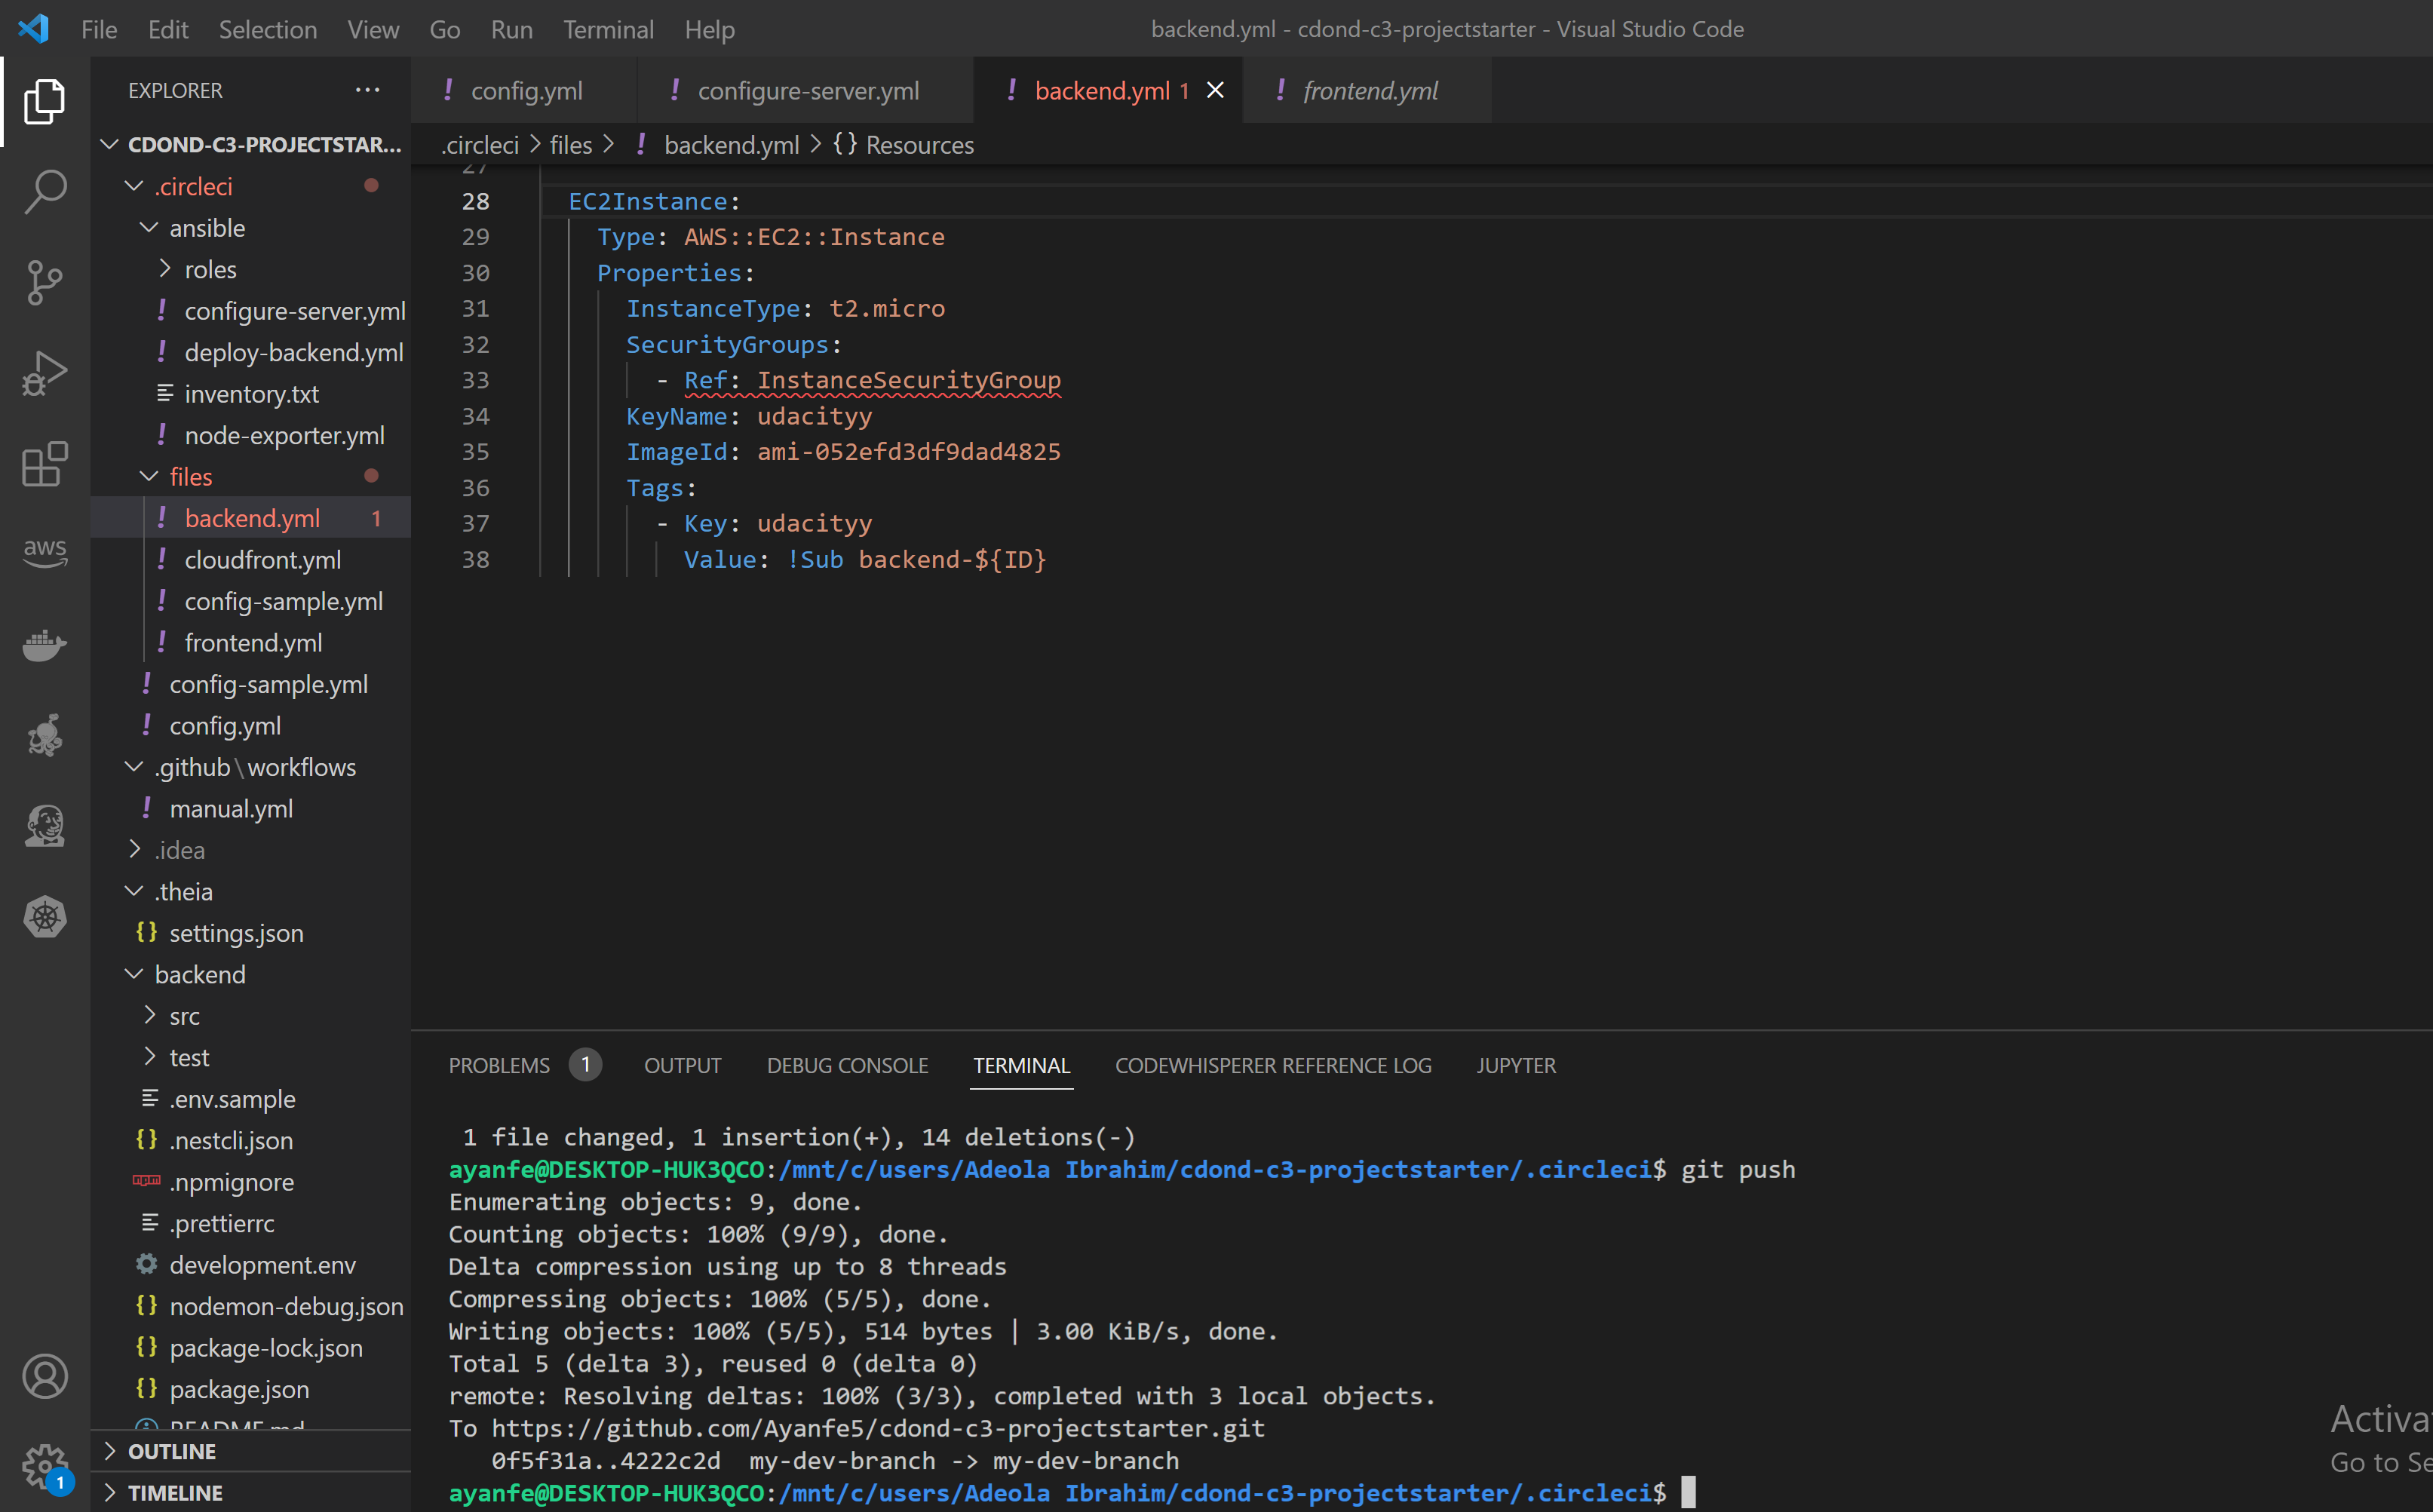 File Edit Selection View Go Run Terminal Help backend.yml - cdond-c3-projectstarter - Visual Studio Code
EXPLORER ...
config.yml configure-server.yml backend.yml 1 frontend.yml
CDOND-C3-PROJECTSTAR...
.circleci > files > ! backend.yml > {} Resources
.circleci
ansible
roles
! configure-server.yml
! deploy-backend.yml
inventory.txt
! node-exporter.yml
files
! backend.yml 1
! cloudfront.yml
! config-sample.yml
! frontend.yml
! config-sample.yml
! config.yml
.github\workflows
! manual.yml
.idea
.theia
{} settings.json
backend
src
test
.env.sample
{} .nestcli.json
.npmignore
.prettierrc
development.env
{} nodemon-debug.json
{} package-lock.json
{} package.json
README.md
OUTLINE
TIMELINE
aws
1
27
28 EC2Instance:
29 Type: AWS::EC2::Instance
30 Properties:
31 InstanceType: t2.micro
32 SecurityGroups:
33 - Ref: InstanceSecurityGroup
34 KeyName: udacityy
35 ImageId: ami-052efd3df9dad4825
36 Tags:
37 - Key: udacityy
38 Value: !Sub backend-${ID}
PROBLEMS 1 OUTPUT DEBUG CONSOLE TERMINAL CODEWHISPERER REFERENCE LOG JUPYTER
1 file changed, 1 insertion(+), 14 deletions(-)
ayanfe@DESKTOP-HUK3QCO:/mnt/c/users/Adeola Ibrahim/cdond-c3-projectstarter/.circleci$ git push
Enumerating objects: 9, done.
Counting objects: 100% (9/9), done.
Delta compression using up to 8 threads
Compressing objects: 100% (5/5), done.
Writing objects: 100% (5/5), 514 bytes | 3.00 KiB/s, done.
Total 5 (delta 3), reused 0 (delta 0)
remote: Resolving deltas: 100% (3/3), completed with 3 local objects.
To https://github.com/Ayanfe5/cdond-c3-projectstarter.git
0f5f31a..4222c2d my-dev-branch -> my-dev-branch
ayanfe@DESKTOP-HUK3QCO:/mnt/c/users/Adeola Ibrahim/cdond-c3-projectstarter/.circleci$
Activa
Go to Se